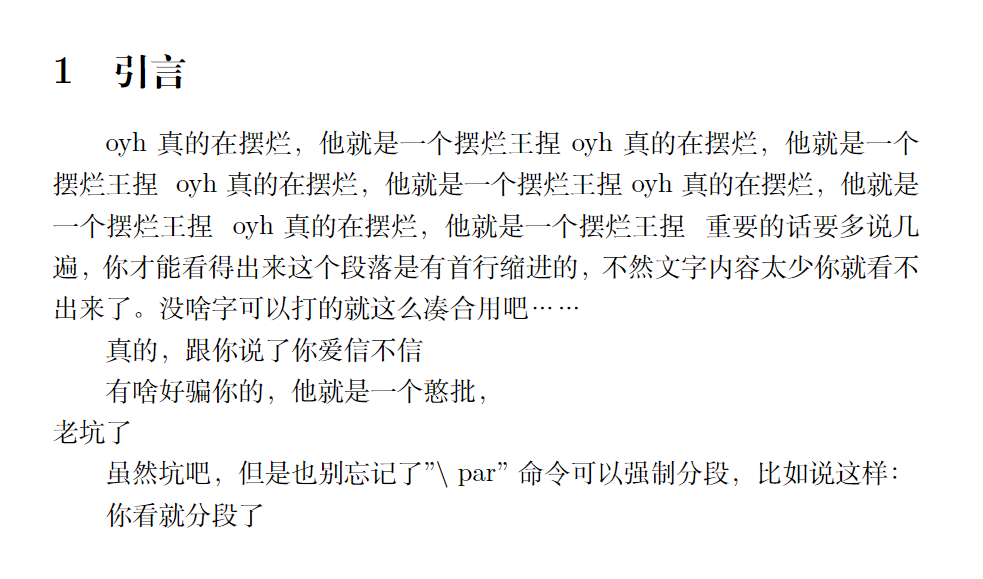 1 引言
oyh 真的在摆烂，他就是一个摆烂王捏 oyh 真的在摆烂，他就是一个
摆烂王捏 oyh 真的在摆烂，他就是一个摆烂王捏 oyh 真的在摆烂，他就是
一个摆烂王捏 oyh 真的在摆烂，他就是一个摆烂王捏 重要的话要多说几
遍，你才能看得出来这个段落是有首行缩进的，不然文字内容太少你就看不
出来了。没啥字可以打的就这么凑合用吧……
真的，跟你说了你爱信不信
有啥好骗你的，他就是一个憨批，
老坑了
虽然坑吧，但是也别忘记了”\ par” 命令可以强制分段，比如说这样：
你看就分段了